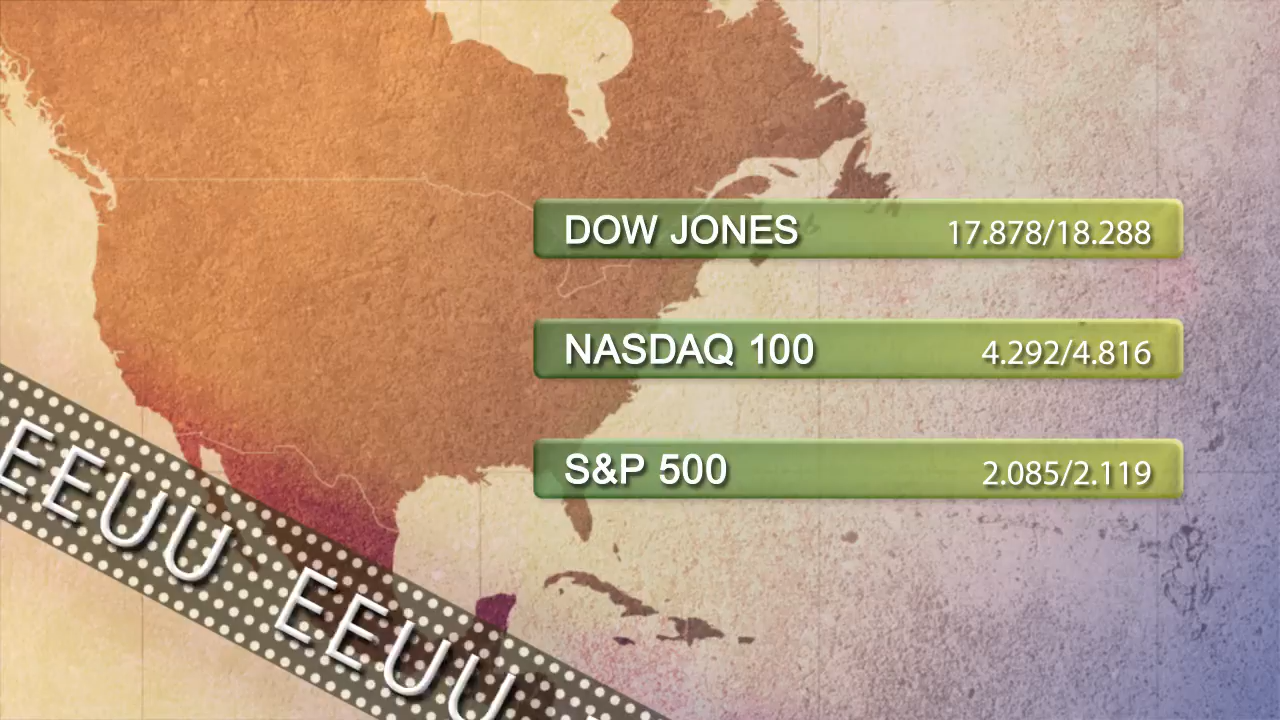 DOW JONES 17.878/18.288
NASDAQ 100 4.292/4.816
S&P 500 2.085/2.119
EEUU EEUU